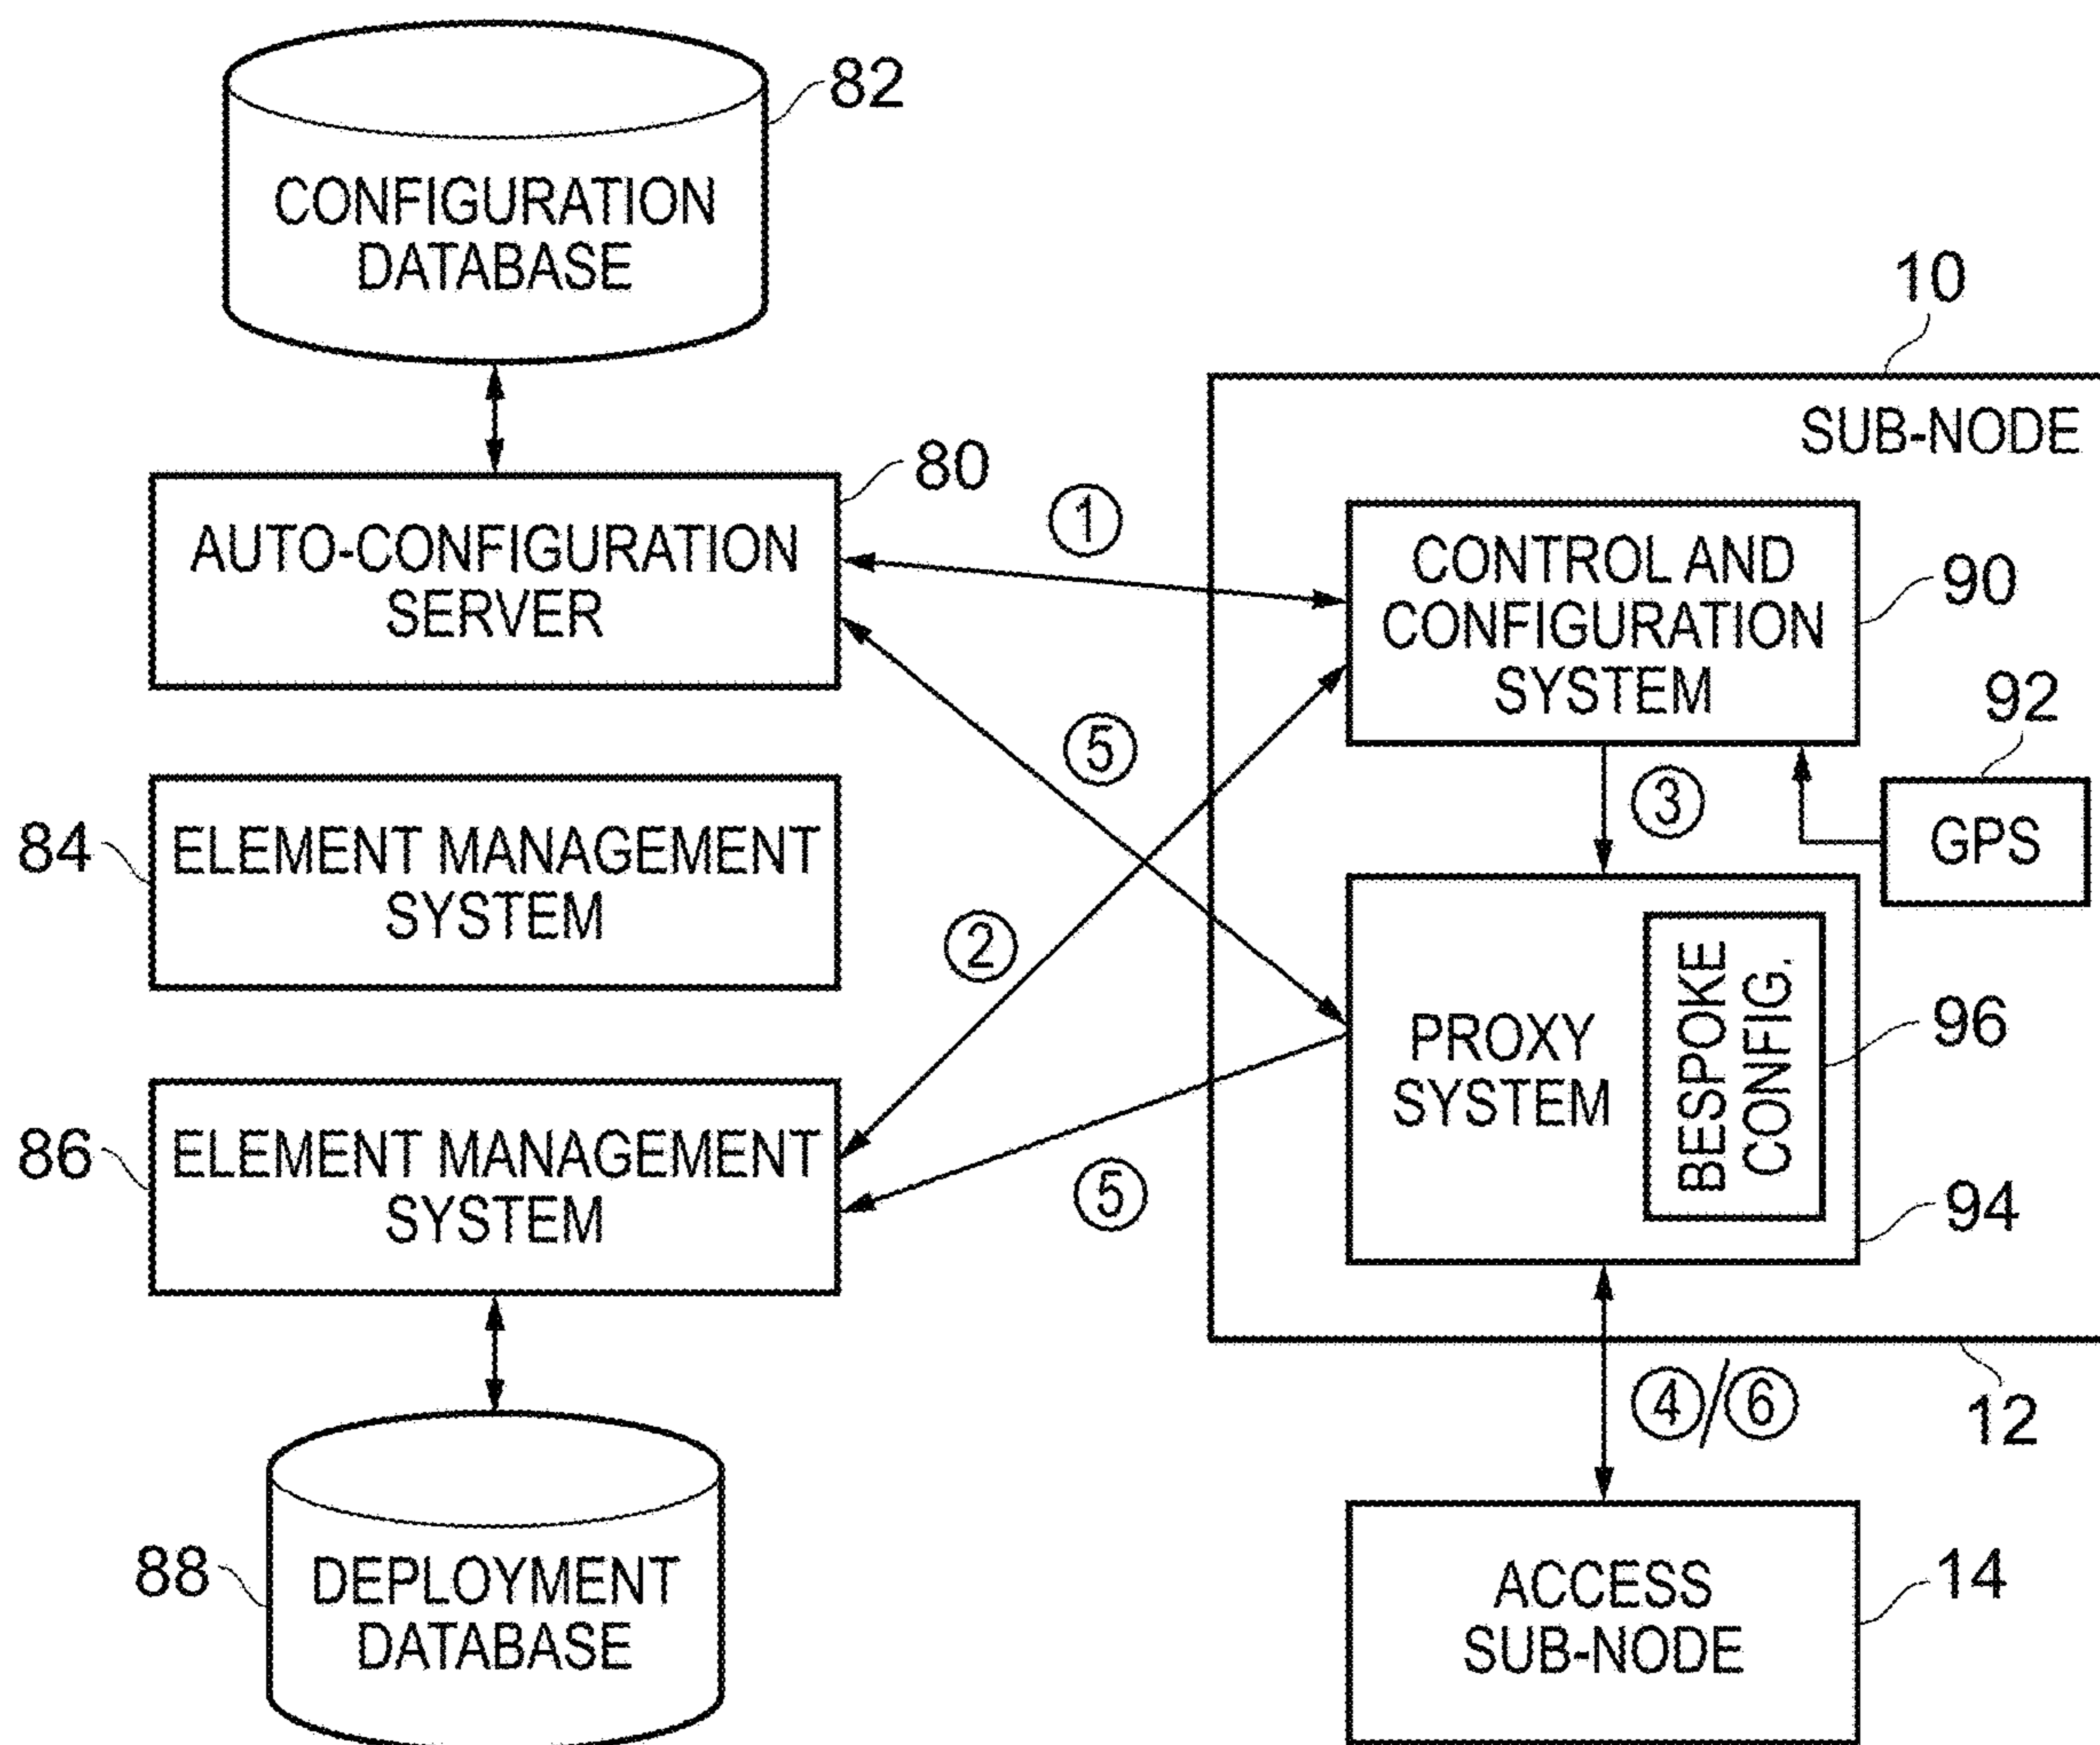 82
CONFIGURATION
DATABASE
10
SUB-NODE
80
AUTO-CONFIGURATION
SERVER
1
CONTROL AND
CONFIGURATION
SYSTEM
90
92
GPS
5
3
84
ELEMENT MANAGEMENT
SYSTEM
2
PROXY
SYSTEM
BESPOKE
CONFIG.
96
94
86
ELEMENT MANAGEMENT
SYSTEM
5
4/6
12
88
DEPLOYMENT
DATABASE
ACCESS
SUB-NODE
14